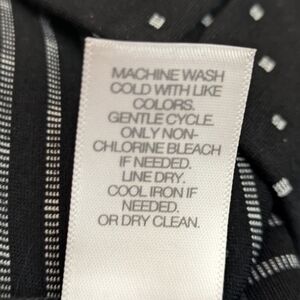 MACHINE WASH
COLD WITH LIKE
COLORS.
GENTLE CYCLE.
ONLY NON-
CHLORINE BLEACH
IF NEEDED.
LINE DRY.
COOL IRON IF
NEEDED.
OR DRY CLEAN.